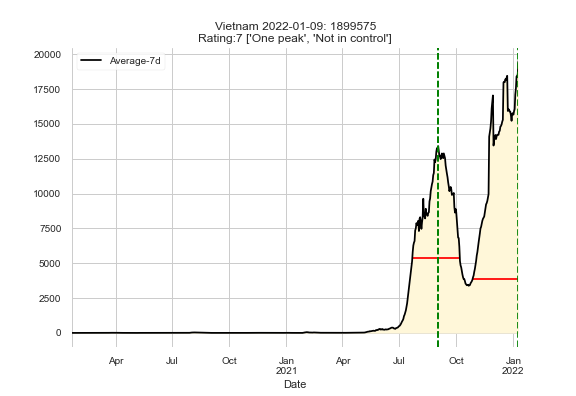 Vietnam 2022-01-09: 1899575
Rating:7 ['One peak', 'Not in control']
Average-7d
20000
17500
15000
12500
10000
7500
5000
2500
0
Apr
Jul
Oct
Jan
2021
Apr
Jul
Oct
Jan
2022
Date